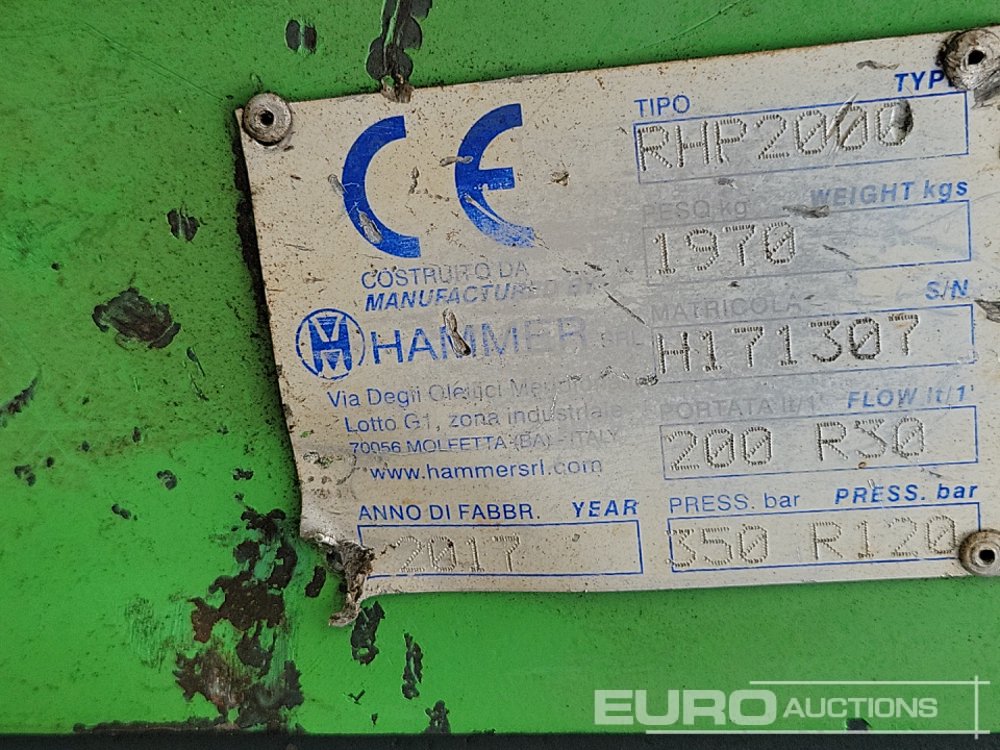 CE
COSTRUITO DA
MANUFACTURED BY
HAMMER SRL
Via Degli
Lotto G1, zona industriale
70056 MOLFETTA (BA) - ITALY
www.hammersrl.com
ANNO DI FABBR. YEAR
2017
TIPO TYPE
RHP2000
PESO kg WEIGHT kgs
1970
MATRICOLA S/N
H171307
PORTATA lt/1' FLOW lt/1'
200 R30
PRESS. bar PRESS. bar
350 R120
EURO AUCTIONS